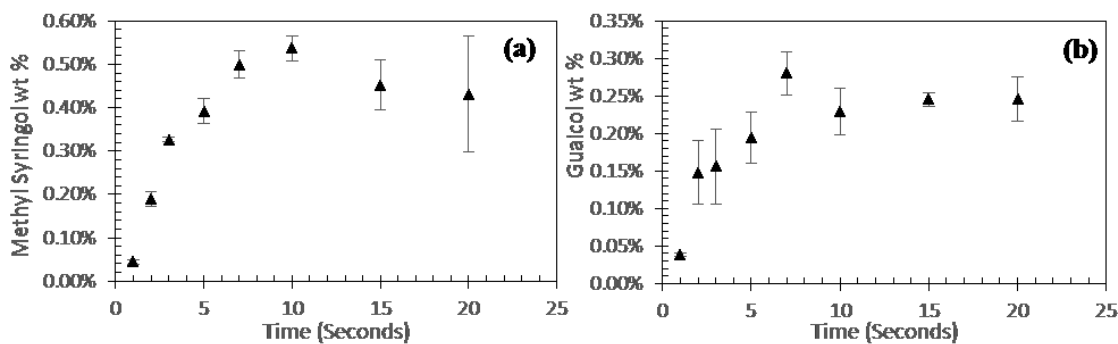 0.60%
0.50%
0.40%
0.30%
0.20%
0.10%
0.00%
Methyl Syringol wt %
(a)
0 5 10 15 20 25
Time (Seconds)
0.35%
0.30%
0.25%
0.20%
0.15%
0.10%
0.05%
0.00%
Guaicol wt %
(b)
0 5 10 15 20 25
Time (Seconds)